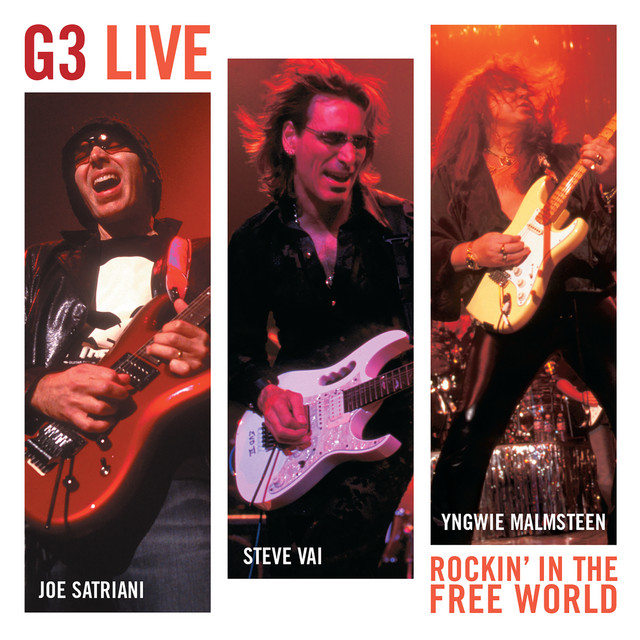 G3 LIVE
JOE SATRIANI
STEVE VAI
YNGWIE MALMSTEEN
ROCKIN' IN THE
FREE WORLD